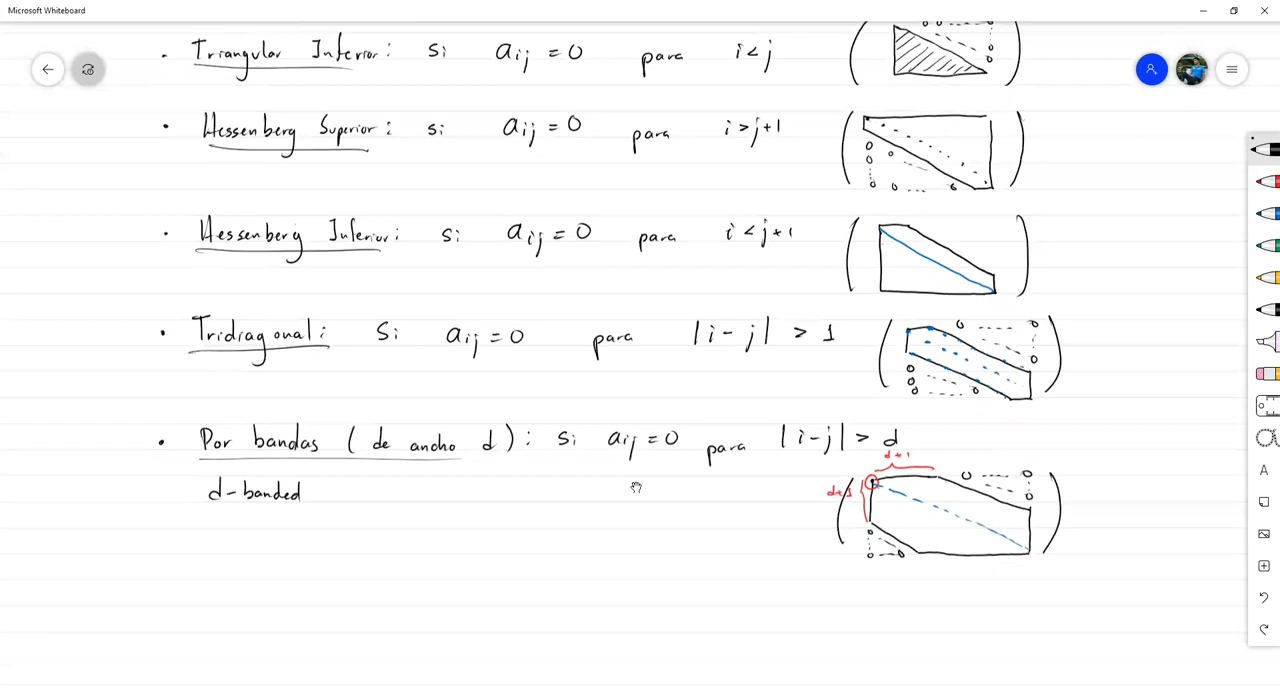 Microsoft Whiteboard
· Triangular Inferior: si aij = 0 para i < j
· Hessenberg Superior: si aij = 0 para i > j+1
· Hessenberg Inferior: si aij = 0 para i < j+1
· Tridiagonal: Si aij = 0 para |i - j| > 1
· Por bandas (de ancho d): si aij = 0 para |i-j| > d
d+1
d+1
d-banded